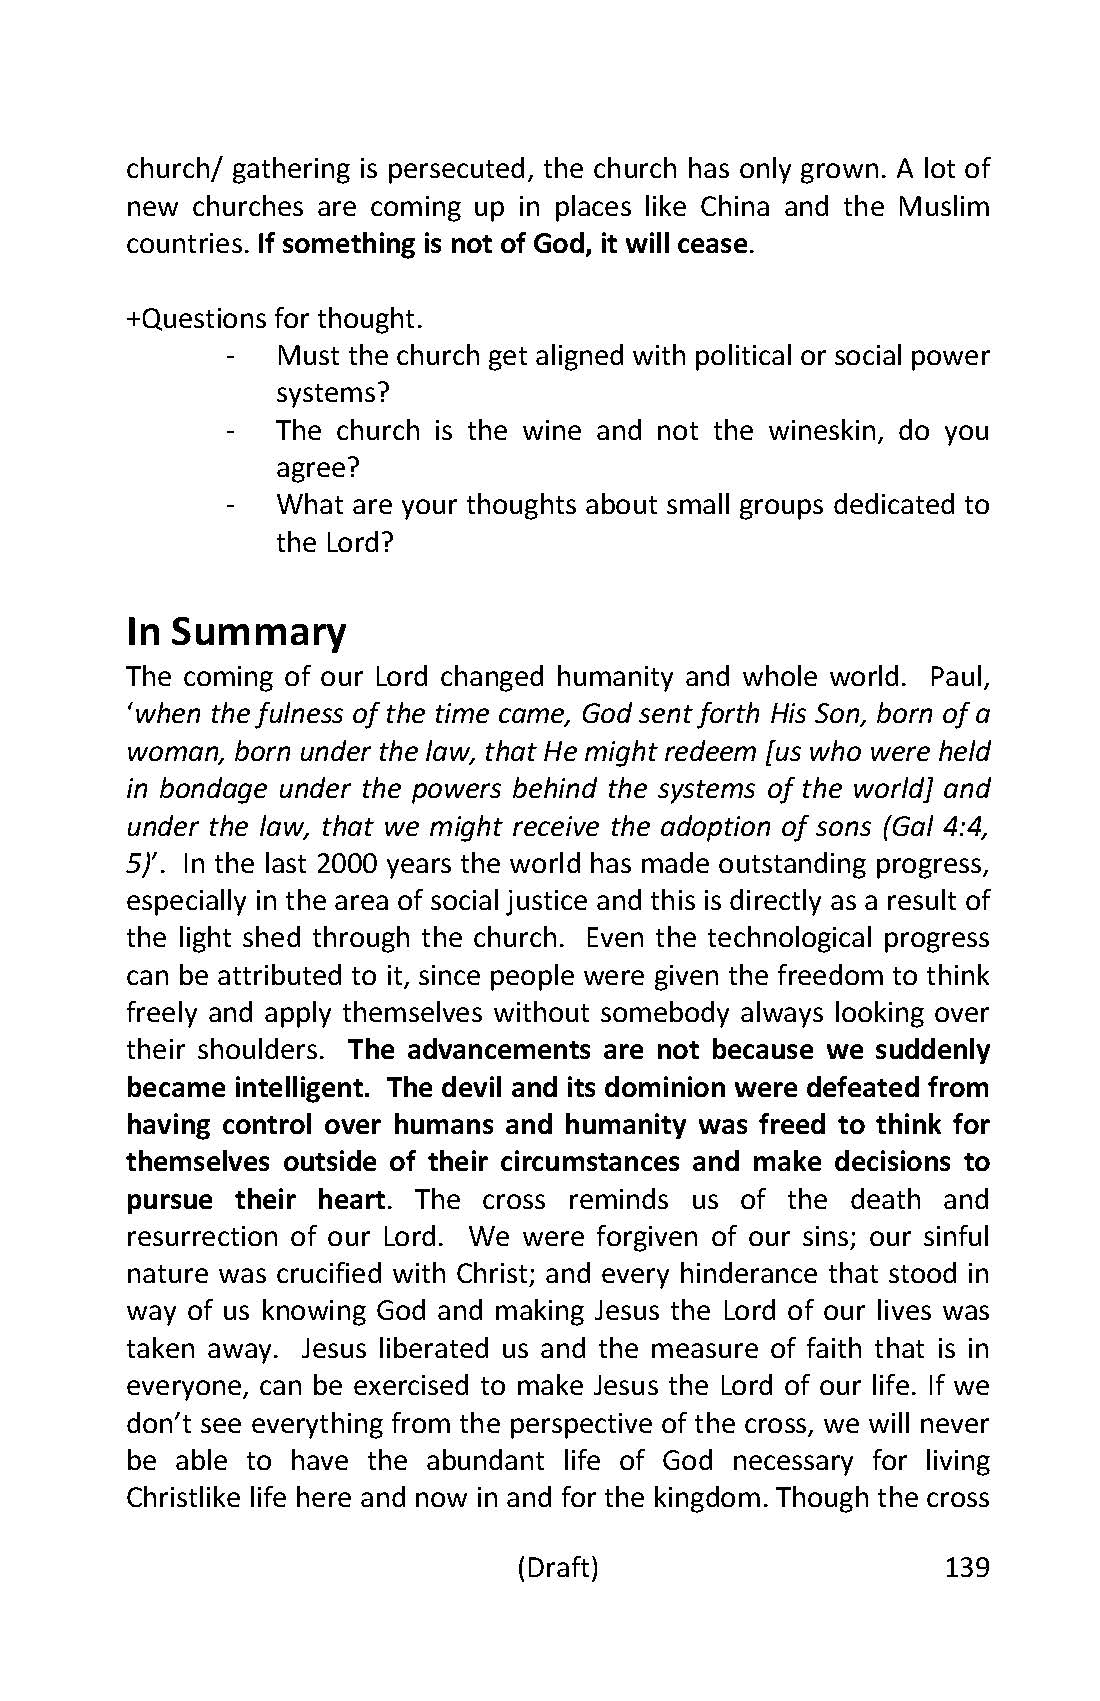 church/ gathering is persecuted, the church has only grown. A lot of
new churches are coming up in places like China and the Muslim
countries. If something is not of God, it will cease.
+Questions for thought.
- Must the church get aligned with political or social power
systems?
- The church is the wine and not the wineskin, do you
agree?
- What are your thoughts about small groups dedicated to
the Lord?
In Summary
The coming of our Lord changed humanity and whole world. Paul,
‘when the fulness of the time came, God sent forth His Son, born of a
woman, born under the law, that He might redeem [us who were held
in bondage under the powers behind the systems of the world] and
under the law, that we might receive the adoption of sons (Gal 4:4,
5)’. In the last 2000 years the world has made outstanding progress,
especially in the area of social justice and this is directly as a result of
the light shed through the church. Even the technological progress
can be attributed to it, since people were given the freedom to think
freely and apply themselves without somebody always looking over
their shoulders. The advancements are not because we suddenly
became intelligent. The devil and its dominion were defeated from
having control over humans and humanity was freed to think for
themselves outside of their circumstances and make decisions to
pursue their heart. The cross reminds us of the death and
resurrection of our Lord. We were forgiven of our sins; our sinful
nature was crucified with Christ; and every hinderance that stood in
way of us knowing God and making Jesus the Lord of our lives was
taken away. Jesus liberated us and the measure of faith that is in
everyone, can be exercised to make Jesus the Lord of our life. If we
don’t see everything from the perspective of the cross, we will never
be able to have the abundant life of God necessary for living
Christlike life here and now in and for the kingdom. Though the cross
(Draft) 139